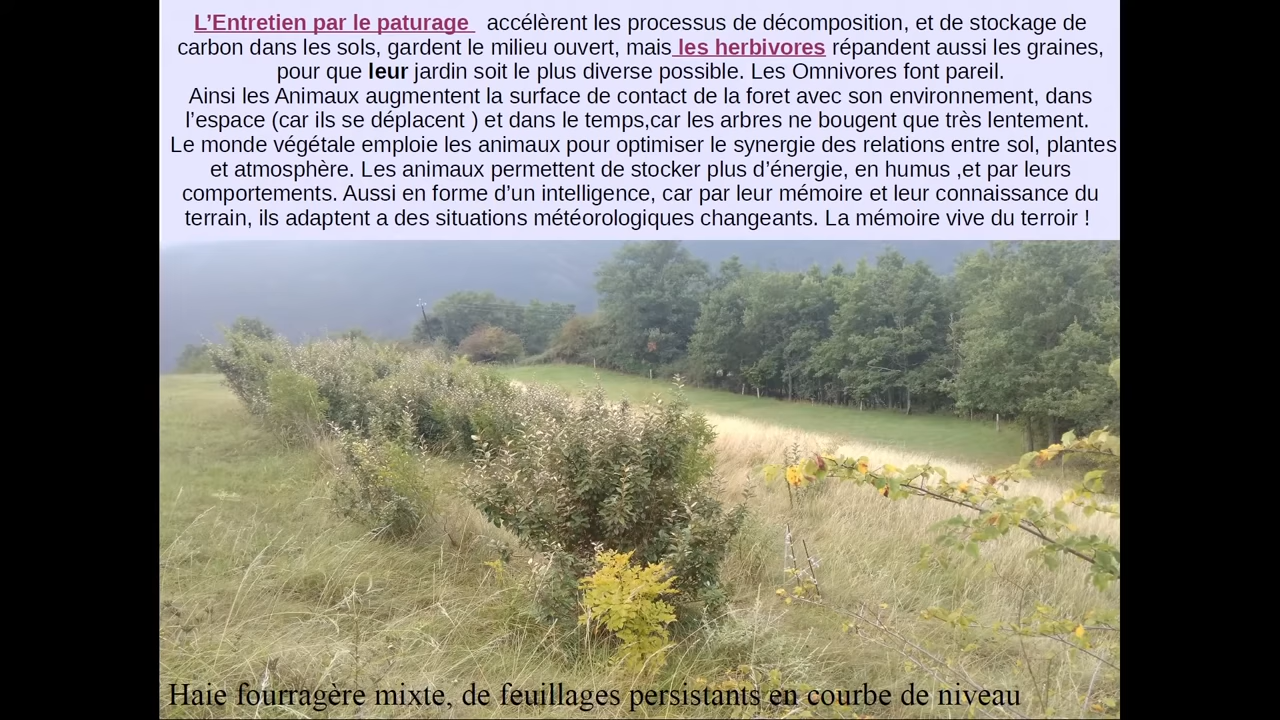 L’Entretien par le paturage accélèrent les processus de décomposition, et de stockage de
carbon dans les sols, gardent le milieu ouvert, mais les herbivores répandent aussi les graines,
pour que leur jardin soit le plus diverse possible. Les Omnivores font pareil.
Ainsi les Animaux augmentent la surface de contact de la foret avec son environnement, dans
l’espace (car ils se déplacent ) et dans le temps,car les arbres ne bougent que très lentement.
Le monde végétale emploie les animaux pour optimiser le synergie des relations entre sol, plantes
et atmosphère. Les animaux permettent de stocker plus d’énergie, en humus ,et par leurs
comportements. Aussi en forme d’un intelligence, car par leur mémoire et leur connaissance du
terrain, ils adaptent a des situations météorologiques changeants. La mémoire vive du terroir !
Haie fourragère mixte, de feuillages persistants en courbe de niveau